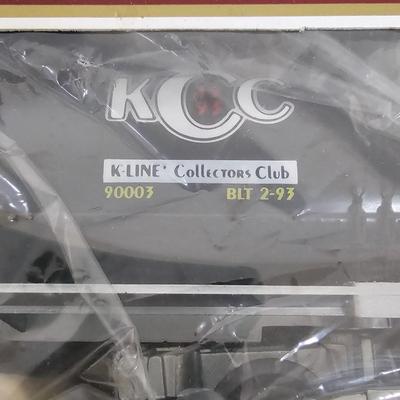 KCC
K-LINE® Collectors Club
90003 BLT 2-93